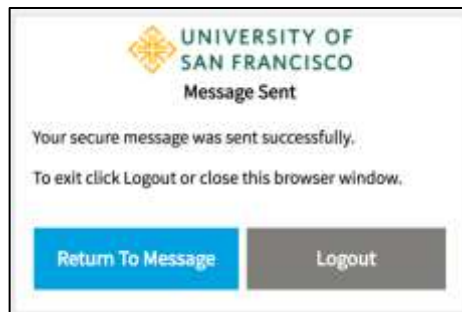 UNIVERSITY OF
SAN FRANCISCO
Message Sent
Your secure message was sent successfully.
To exit click Logout or close this browser window.
Return To Message
Logout